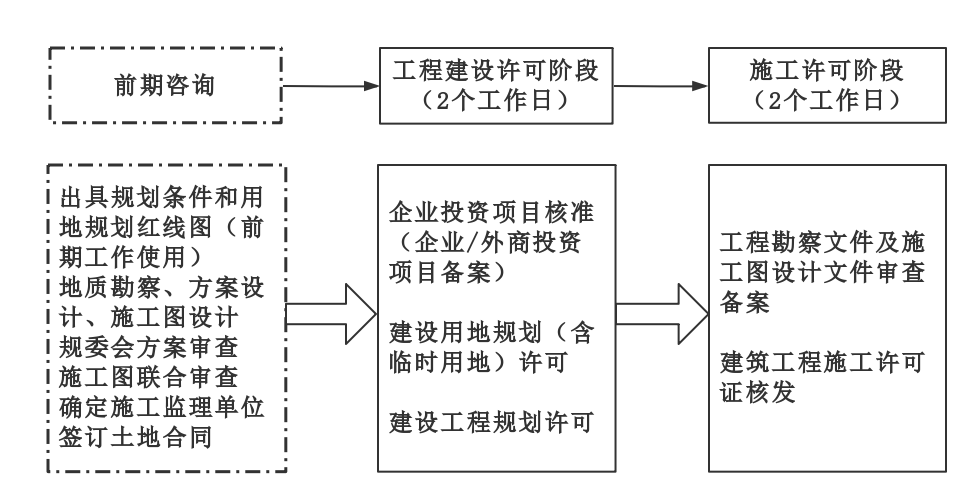 前期咨询
工程建设许可阶段
（2个工作日）
施工许可阶段
（2个工作日）
出具规划条件和用
地规划红线图（前
期工作使用）
地质勘察、方案设
计、施工图设计
规委会方案审查
施工图联合审查
确定施工监理单位
签订土地合同
企业投资项目核准
（企业/外商投资
项目备案）
建设用地规划（含
临时用地）许可
建设工程规划许可
工程勘察文件及施
工图设计文件审查
备案
建筑工程施工许可
证核发